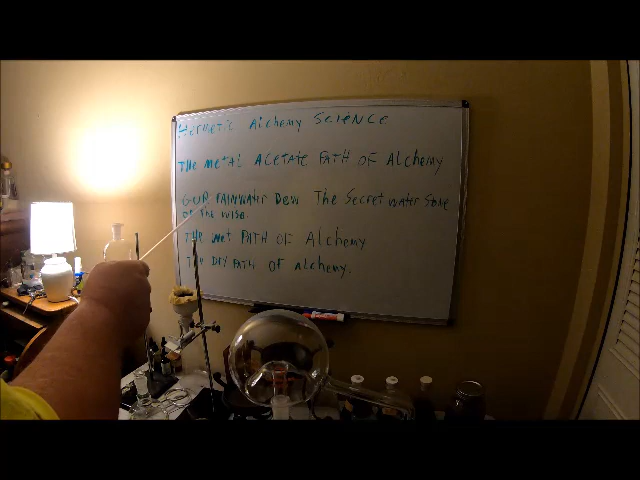 HERMETIC Alchemy SCIENCE
THE METAL ACETATE PATH OF Alchemy
GUR RAINWATER DEW The Secret WATER Stone
OF THE WISE.
THE WET PATH OF Alchemy
THE DRY PATH OF alchemy.